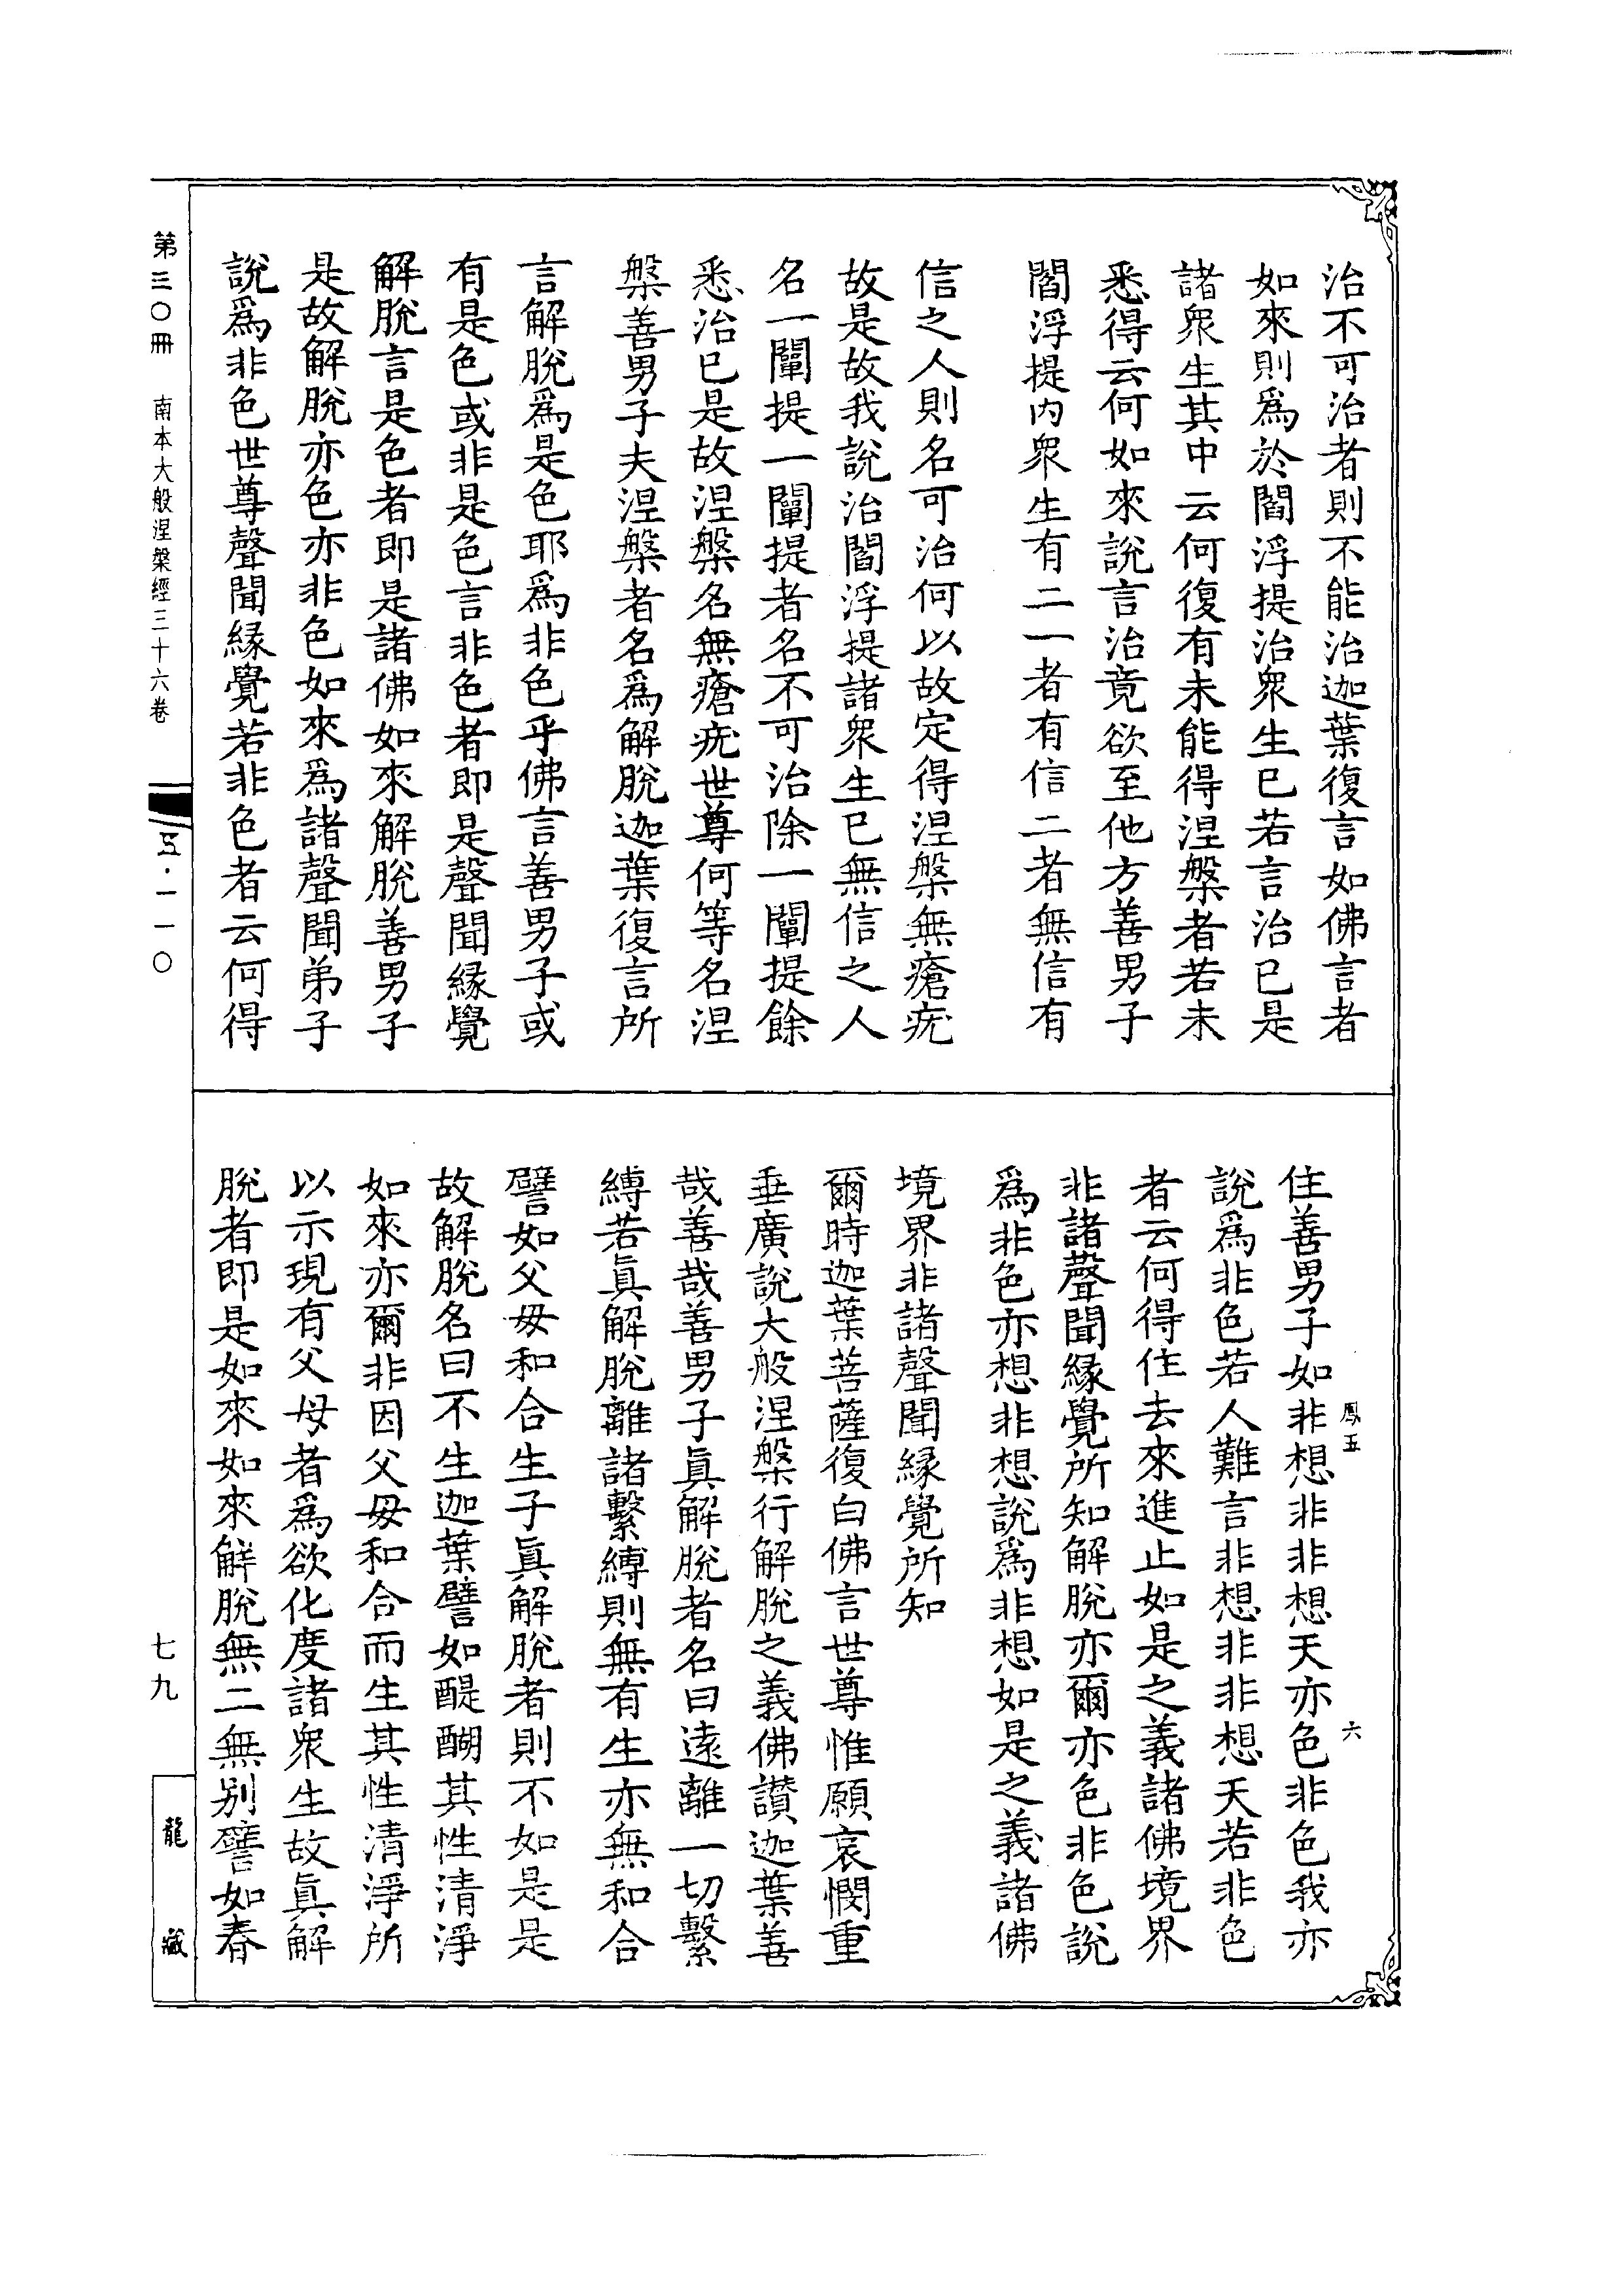 治不可治者則不能治迦葉復言如佛言者
如來則爲於閻浮提治衆生已若言治已是
諸衆生其中云何復有未能得涅槃者若未
悉得云何如來說言治竟欲至他方善男子
閻浮提内衆生有二一者有信二者無信有
信之人則名可治何以故定得涅槃無瘡疣
故是故我說治閻浮提諸衆生已無信之人
名一闡提一闡提者名不可治除一闡提餘
悉治已是故涅槃名無瘡疣世尊何等名涅
槃善男子夫涅槃者名爲解脫迦葉復言所
言解脫爲是色耶爲非色乎佛言善男子或
有是色或非是色言非色者即是聲聞緣覺
解脫言是色者即是諸佛如來解脫善男子
是故解脫亦色亦非色如來爲諸聲聞弟子
說爲非色世尊聲聞緣覺若非色者云何得
住善男子如非想非非想天亦色非色我亦
說爲非色若人難言非想非非想天若非色
者云何得住去來進止如是之義諸佛境界
非諸聲聞緣覺所知解脫亦爾亦色非色說
爲非色亦想非想說爲非想如是之義諸佛
境界非諸聲聞緣覺所知
爾時迦葉菩薩復白佛言世尊惟願哀憫重
垂廣說大般涅槃行解脫之義佛讚迦葉善
哉善哉善男子眞解脫者名曰遠離一切繫
縛若眞解脫離諸繫縛則無有生亦無和合
譬如父母和合生子眞解脫者則不如是是
故解脫名曰不生迦葉譬如醍醐其性清淨
如來亦爾非因父母和合而生其性清淨所
以示現有父母者爲欲化度諸衆生故眞解
脫者即是如來如來解脫無二無别譬如春
鳳五
六
第三〇冊 南本大般涅槃經三十六卷
五·一一〇
七九
龍藏